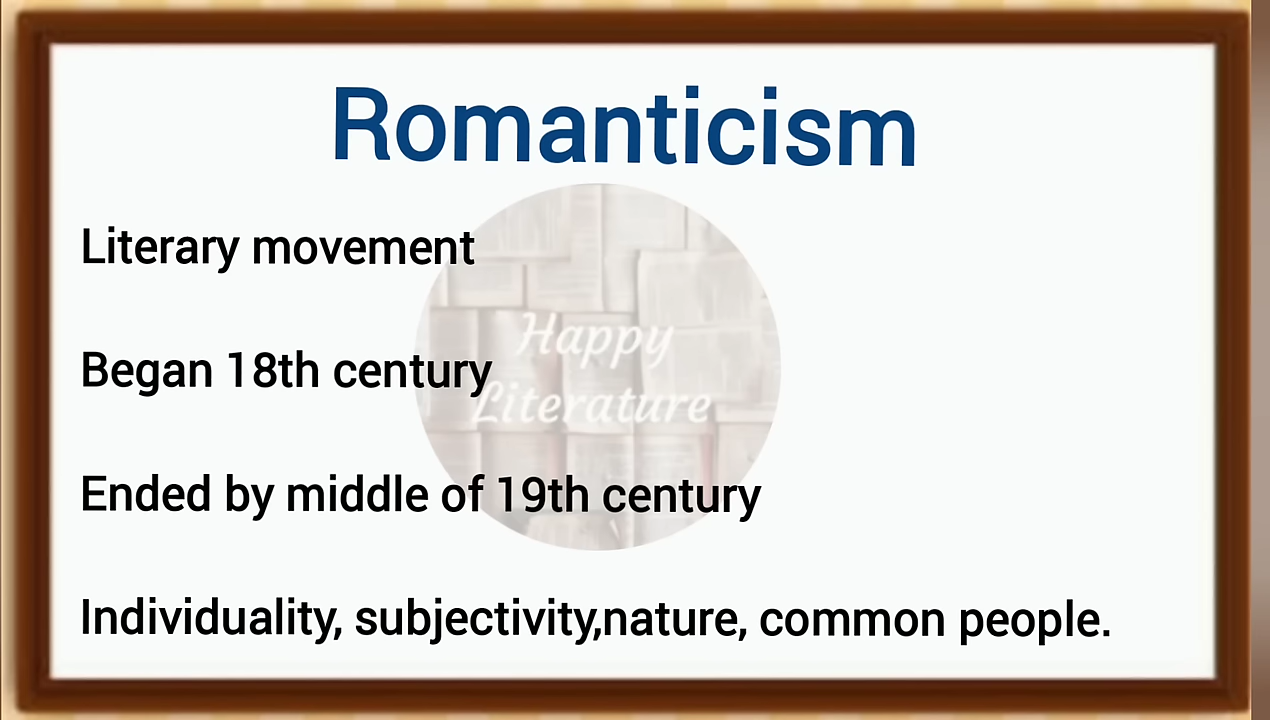 Romanticism
Literary movement
Happy
Began 18th century
Literature
Ended by middle of 19th century
Individuality, subjectivity,nature, common people.